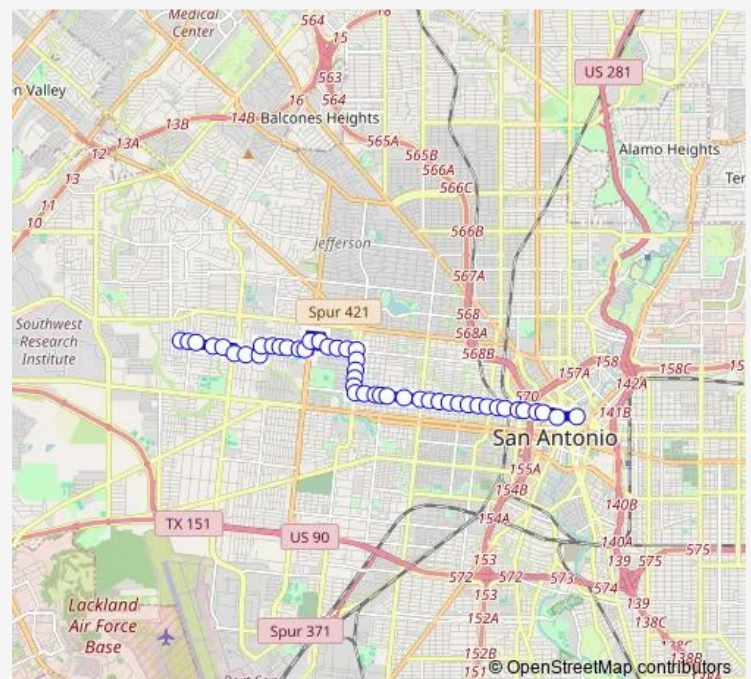 Medical
Center
564
15
18
563
564
US 281
n Valley
16
14B
13B
Balcones Heights
13A
12
565A
565B
566A
566C
Alamo Heights
Ter
13
11
10
Jefferson
566B
567A
Spur 421
568
568A
568B
Southwest
Research
Institute
158
158C
15
157A
142A
570
141B
San Antonio
155A
154B
154A
140B
140A
TX 151
US 90
139
575
575
153
572
572
573
574
153
139
138C
Lackland
Air Force
Base
152A
Spur 371
138C
152B
138B
151
© OpenStreetMap contributors